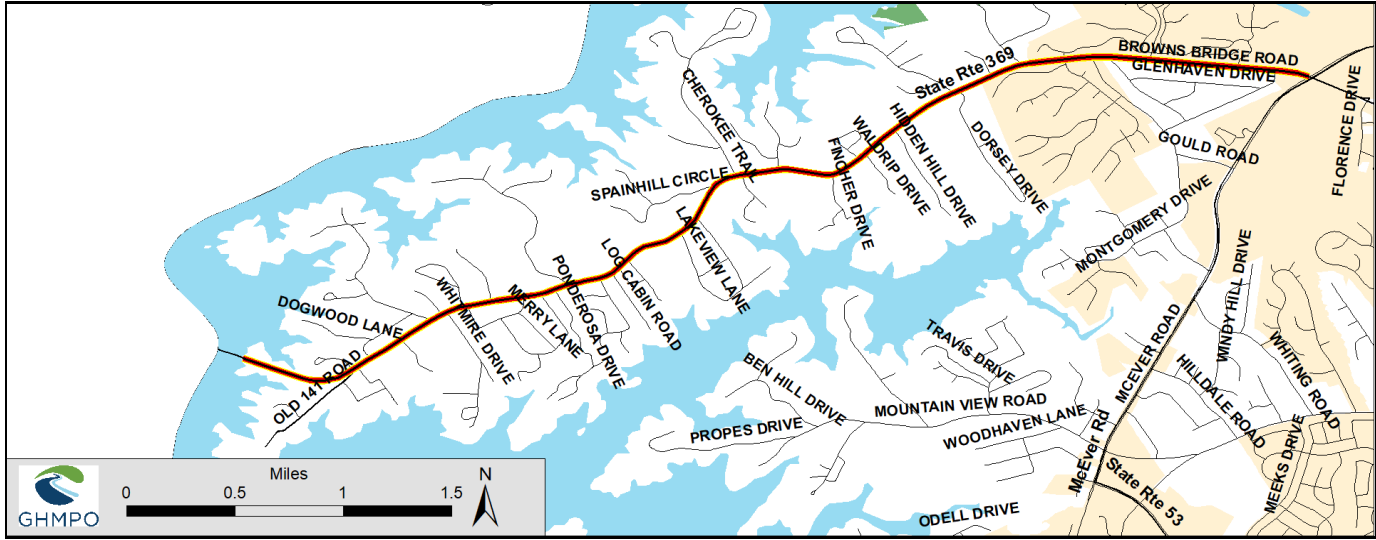 BROWNS BRIDGE ROAD
GLENHAVEN DRIVE
State Rte 369
FLORENCE DRIVE
CHEROKEE TRAIL
HIDDEN HILL DRIVE
WALDRIP DRIVE
DORSEY DRIVE
GOULD ROAD
FINCHER DRIVE
SPAINHILL CIRCLE
LAKEVIEW LANE
MONTGOMERY DRIVE
LOG CABIN ROAD
PONDEROSA DRIVE
MERRY LANE
WHITMIRE DRIVE
DOGWOOD LANE
OLD 141 ROAD
WINDY HILL DRIVE
MCEVER ROAD
WHITING ROAD
HILLDALE ROAD
TRAVIS DRIVE
BEN HILL DRIVE
MOUNTAIN VIEW ROAD
WOODHAVEN LANE
PROPES DRIVE
McEver Rd
State Rte 53
MEEKS DRIVE
ODELL DRIVE
GHMPO
Miles
0 0.5 1 1.5
N